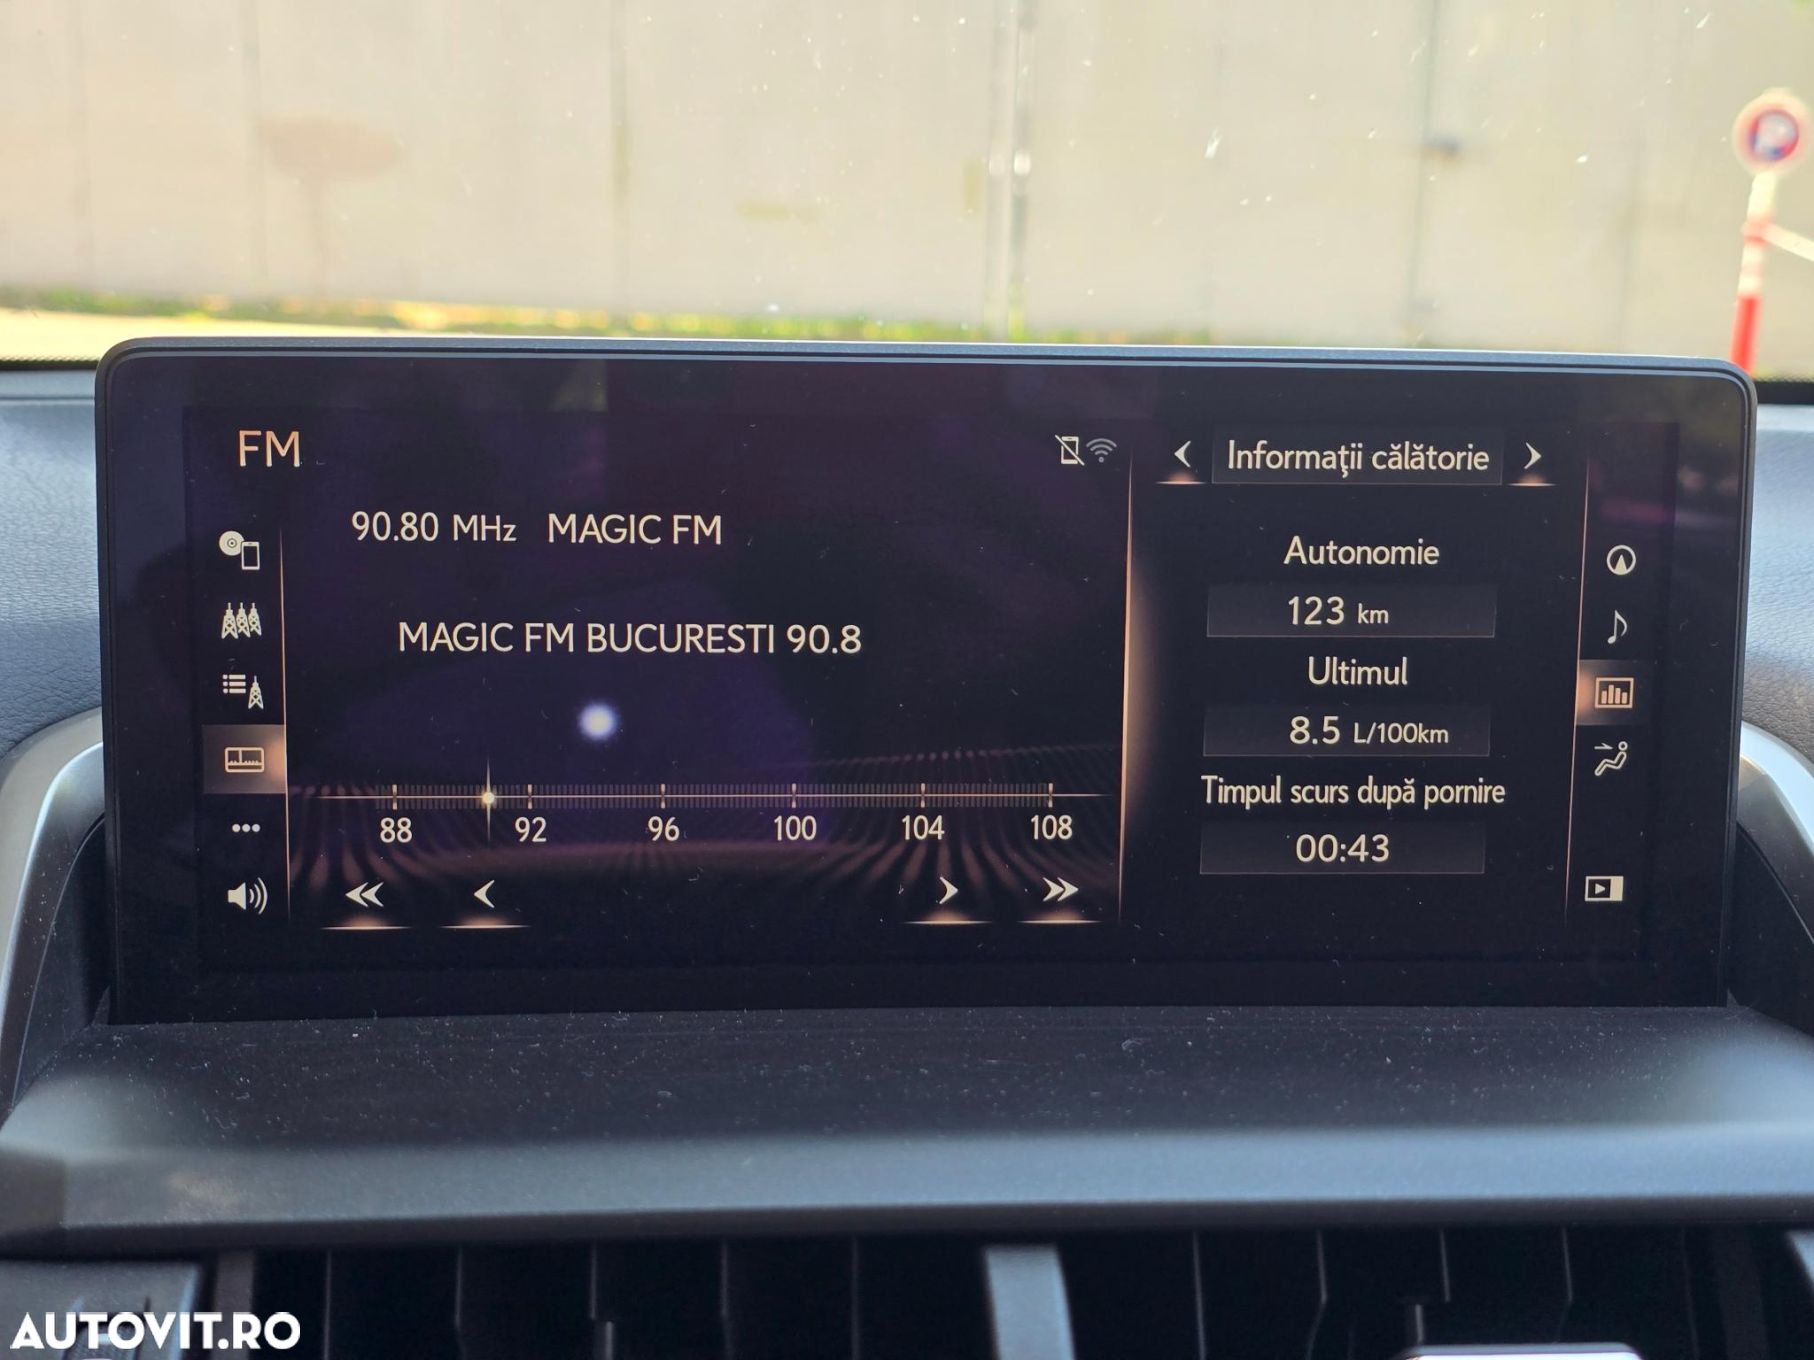 FM
90.80 MHz MAGIC FM
MAGIC FM BUCURESTI 90.8
88 92 96 100 104 108
Informaţii călătorie
Autonomie
123 km
Ultimul
8.5 L/100km
Timpul scurs după pornire
00:43
AUTOVIT.RO